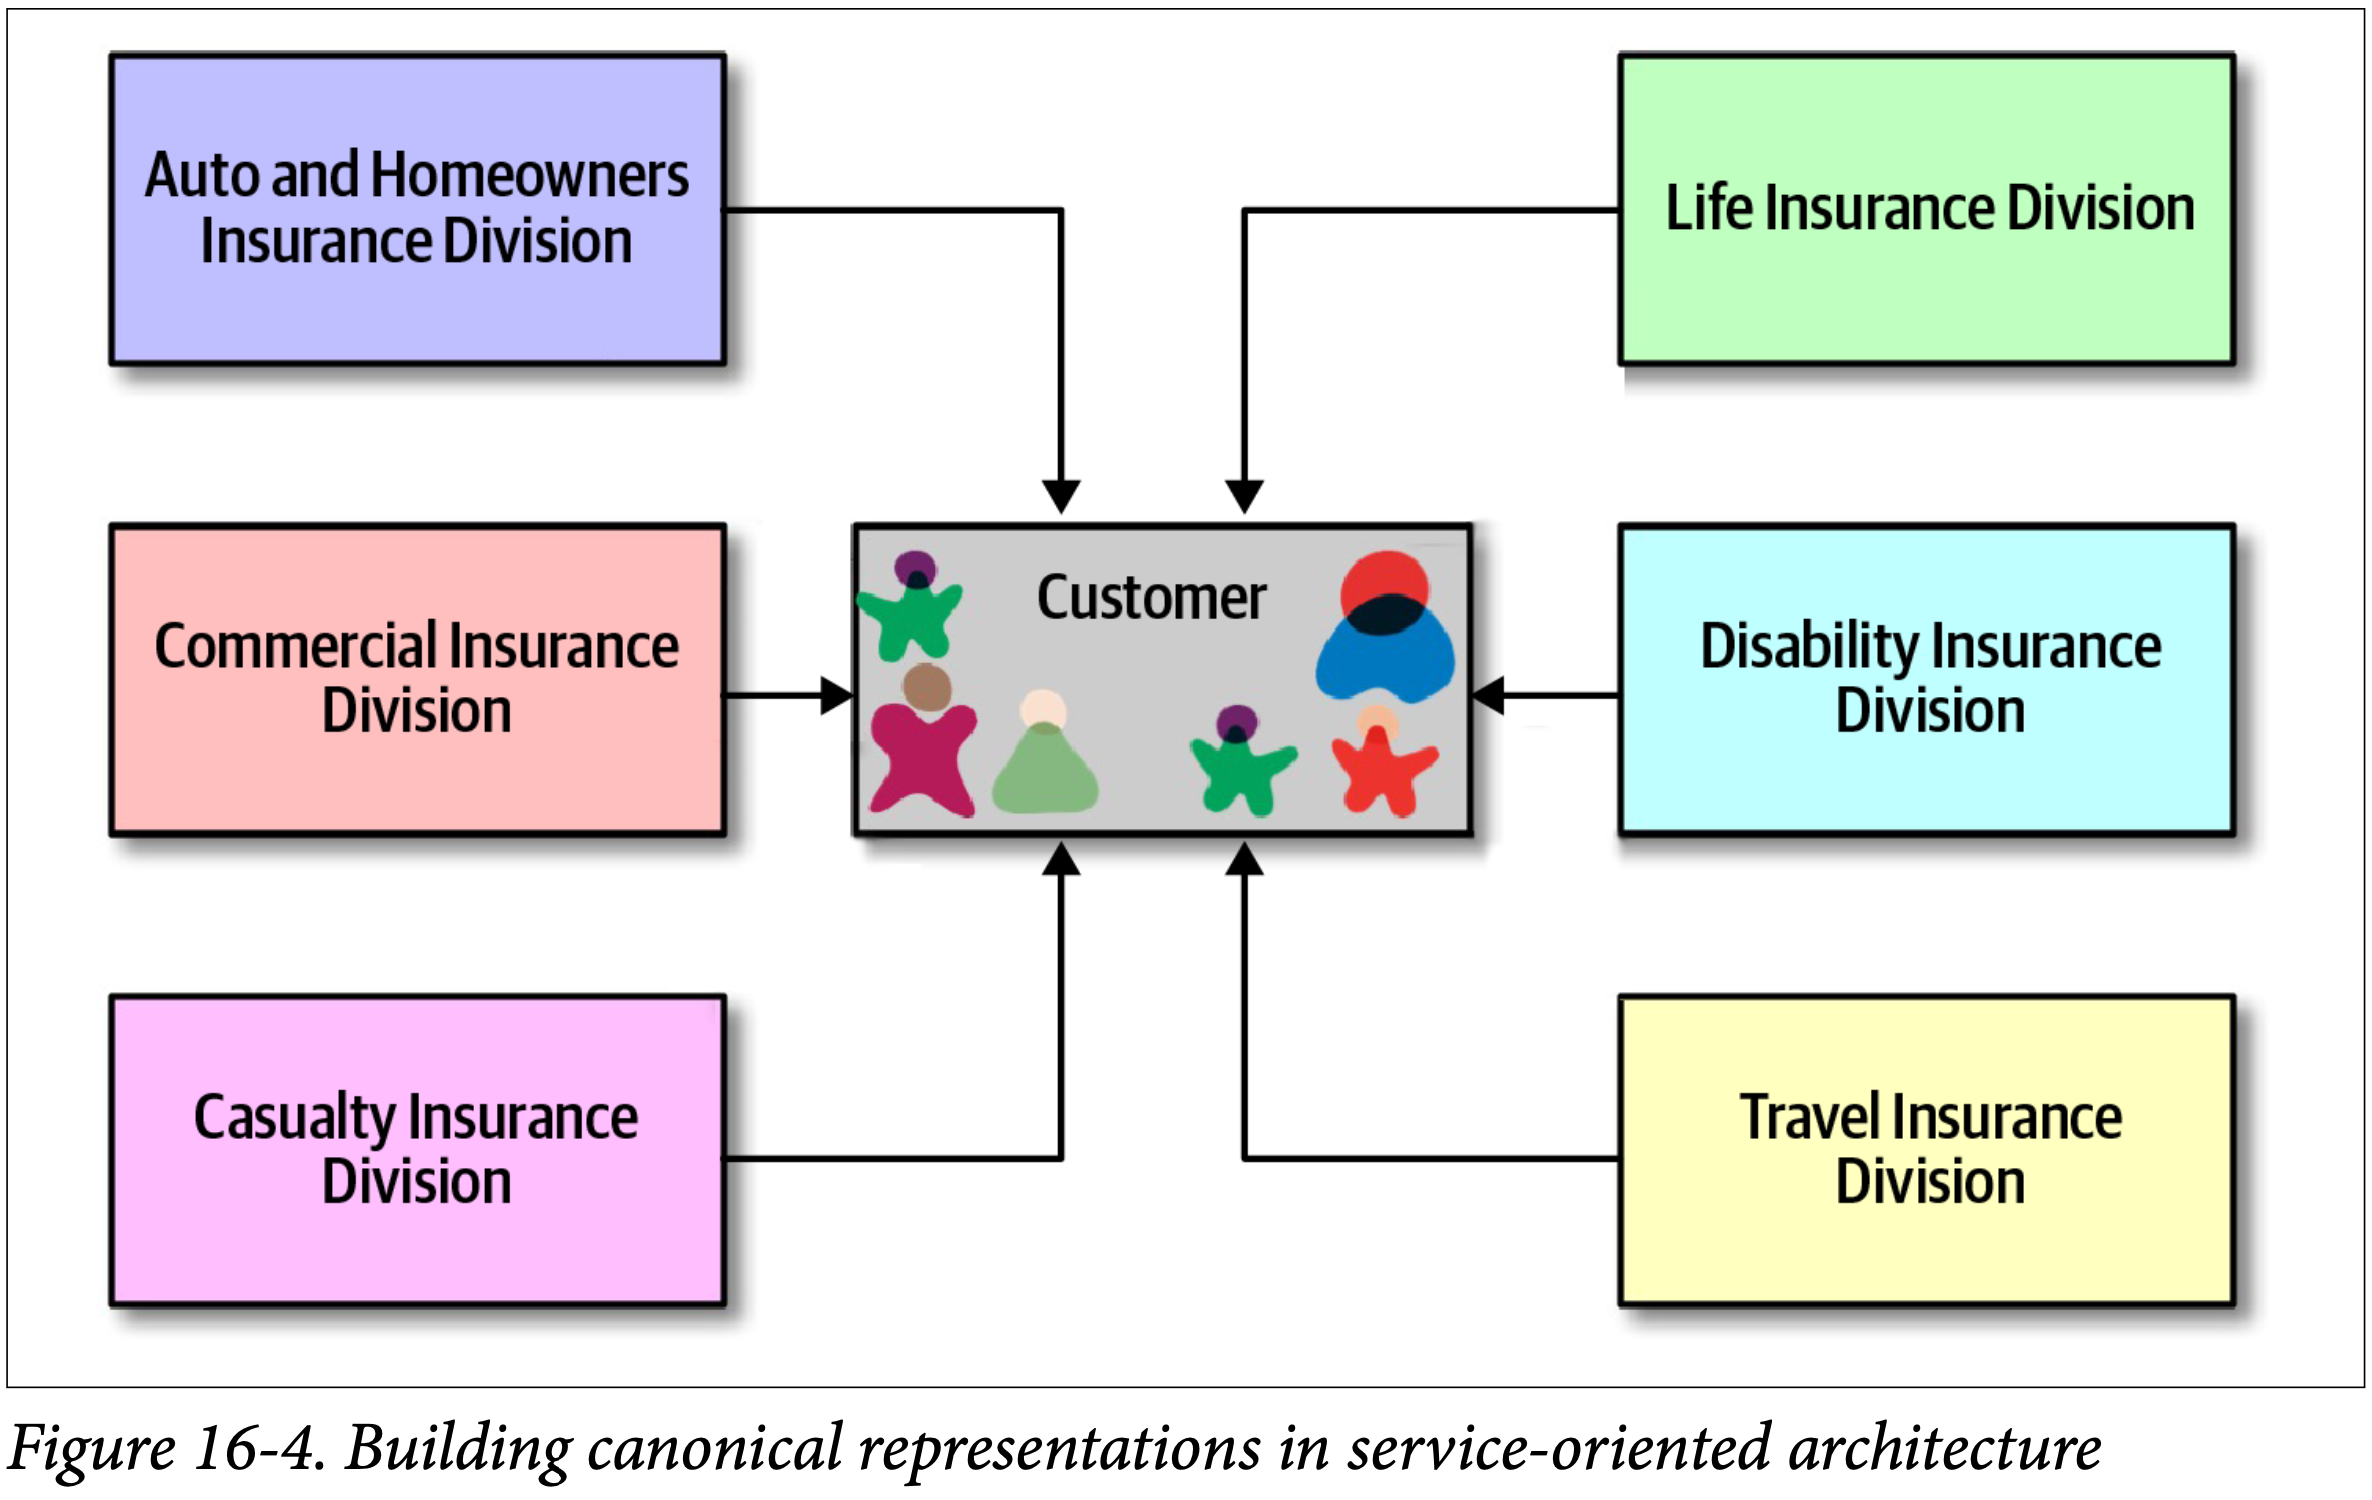 Auto and Homeowners
Insurance Division
Life Insurance Division
Commercial Insurance
Division
Customer
Disability Insurance
Division
Casualty Insurance
Division
Travel Insurance
Division
Figure 16-4. Building canonical representations in service-oriented architecture